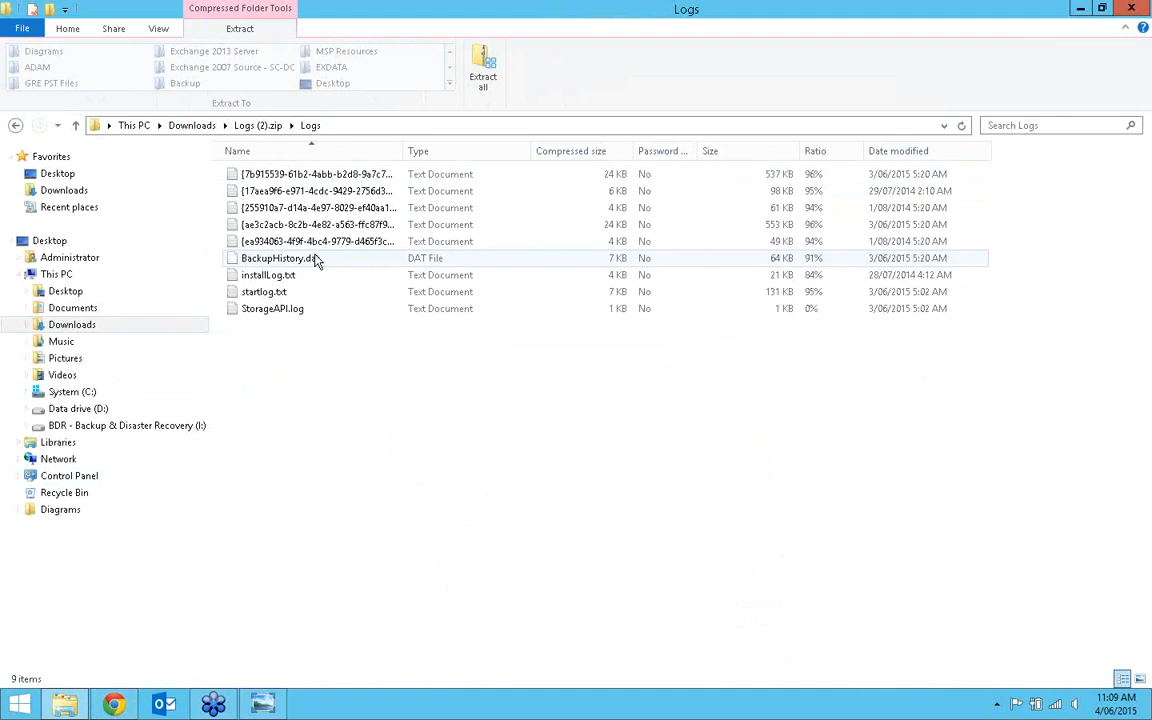 Compressed Folder Tools
Logs
File
Home
Share
View
Extract
Diagrams
Exchange 2013 Server
MSP Resources
ADAM
Exchange 2007 Source - SC-DC
EXDATA
GRE PST Files
Backup
Desktop
Extract To
Extract
all
This PC
Downloads
Logs (2).zip
Logs
Search Logs
Name
Type
Compressed size
Password ...
Size
Ratio
Date modified
{7b915539-61b2-4abb-b2d8-9a7c7... Text Document 24 KB No 537 KB 96% 3/06/2015 5:20 AM
{17aea9f6-e971-4cdc-9429-2756d3... Text Document 6 KB No 98 KB 95% 29/07/2014 2:10 AM
{255910a7-d14a-4e97-8029-ef40aa1... Text Document 4 KB No 61 KB 94% 1/08/2014 5:20 AM
{ae3c2acb-8c2b-4e82-a563-ffc87f9... Text Document 24 KB No 553 KB 96% 3/06/2015 5:20 AM
{ea934063-4f9f-4bc4-9779-d465f3c... Text Document 4 KB No 49 KB 94% 1/08/2014 5:20 AM
BackupHistory.da DAT File 7 KB No 64 KB 91% 3/06/2015 5:20 AM
installLog.txt Text Document 4 KB No 21 KB 84% 28/07/2014 4:12 AM
startlog.txt Text Document 7 KB No 131 KB 95% 3/06/2015 5:02 AM
StorageAPI.log Text Document 1 KB No 1 KB 0% 3/06/2015 5:02 AM
Favorites
Desktop
Downloads
Recent places
Desktop
Administrator
This PC
Desktop
Documents
Downloads
Music
Pictures
Videos
System (C:)
Data drive (D:)
BDR - Backup & Disaster Recovery (I:)
Libraries
Network
Control Panel
Recycle Bin
Diagrams
9 items
11:09 AM
4/06/2015